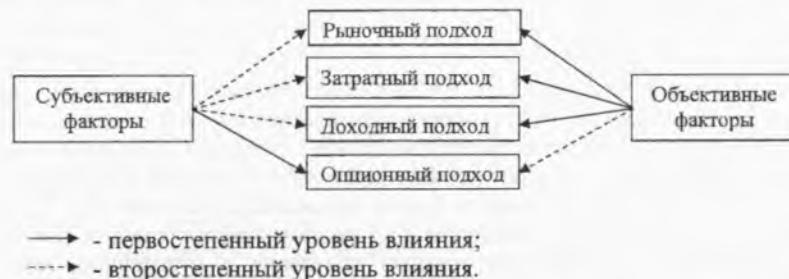 Рыночный подход
Затратный подход
Доходный подход
Опционный подход
Субъективные
факторы
Объективные
факторы
- первостепенный уровень влияния;
- второстепенный уровень влияния.